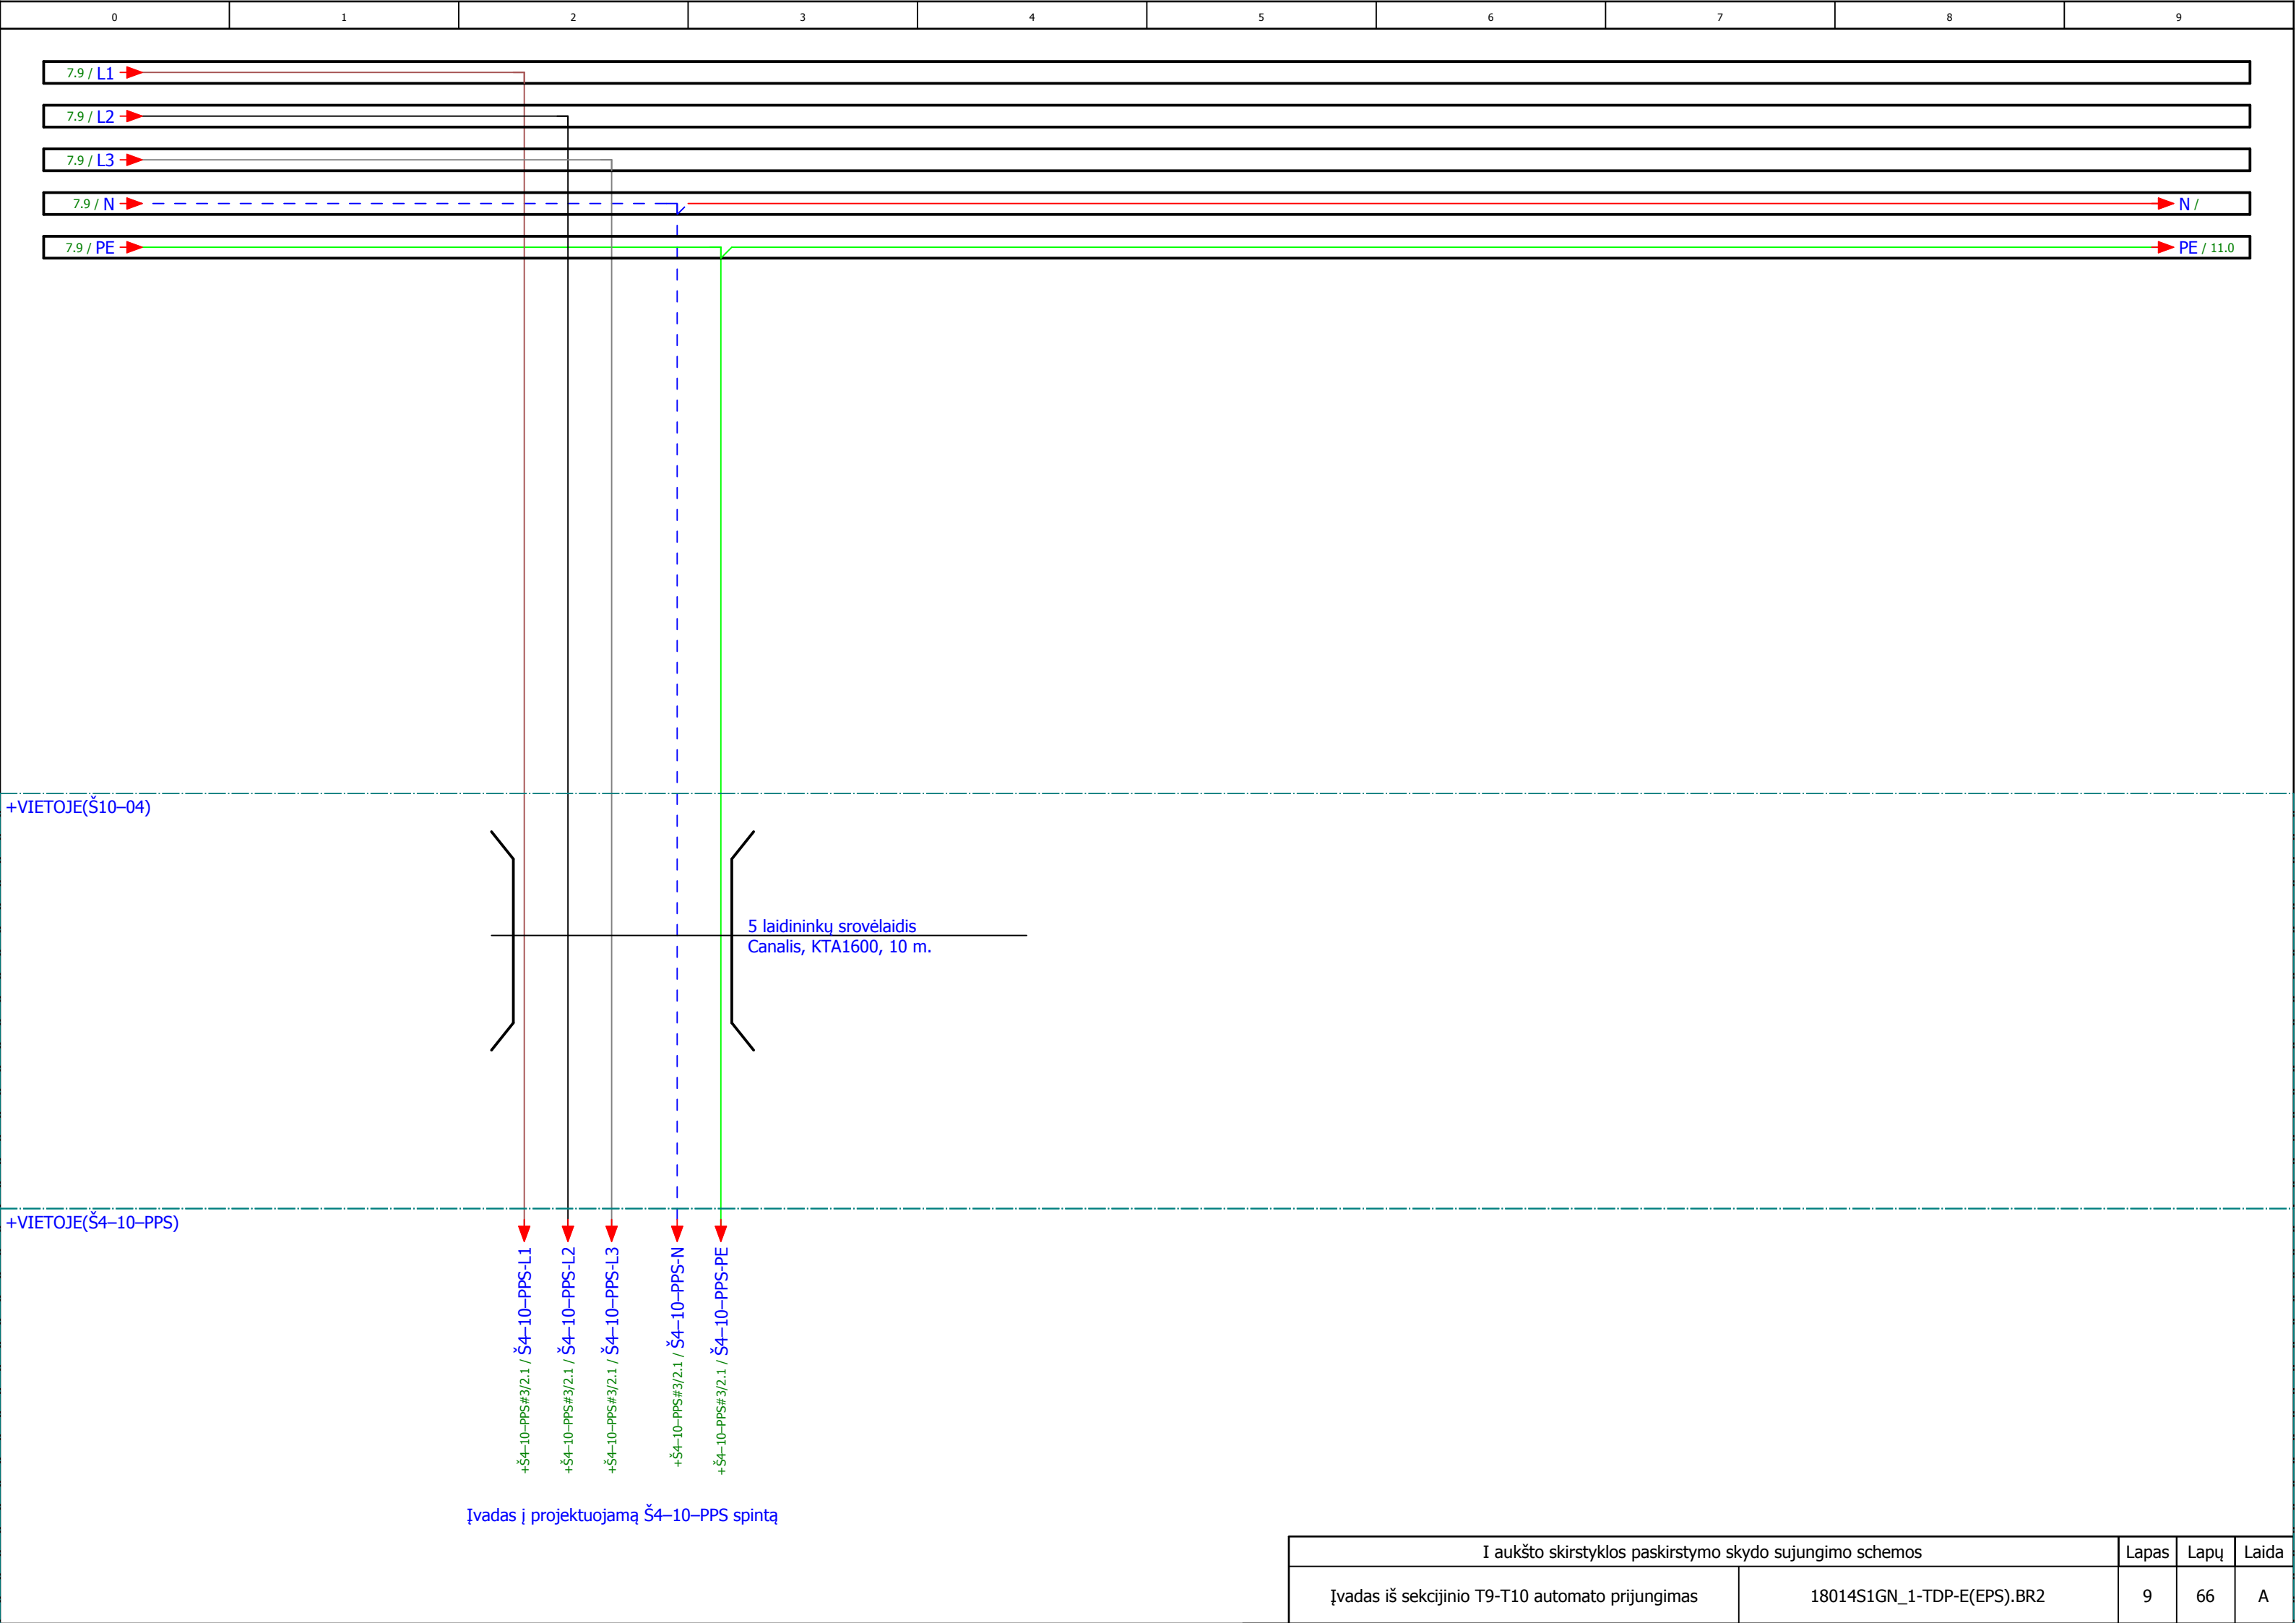 0 1 2 3 4 5 6 7 8 9
7.9 / L1
7.9 / L2
7.9 / L3
7.9 / N N /
7.9 / PE PE / 11.0
+VIETOJE(Š10–04)
5 laidininkų srovėlaidis
Canalis, KTA1600, 10 m.
+VIETOJE(Š4–10–PPS)
+Š4–10–PPS#3/2.1 / Š4–10–PPS-L1
+Š4–10–PPS#3/2.1 / Š4–10–PPS-L2
+Š4–10–PPS#3/2.1 / Š4–10–PPS-L3
+Š4–10–PPS#3/2.1 / Š4–10–PPS-N
+Š4–10–PPS#3/2.1 / Š4–10–PPS-PE
Įvadas į projektuojamą Š4–10–PPS spintą
I aukšto skirstyklos paskirstymo skydo sujungimo schemos Lapas Lapų Laida
Įvadas iš sekcijinio T9-T10 automato prijungimas 18014S1GN_1-TDP-E(EPS).BR2 9 66 A